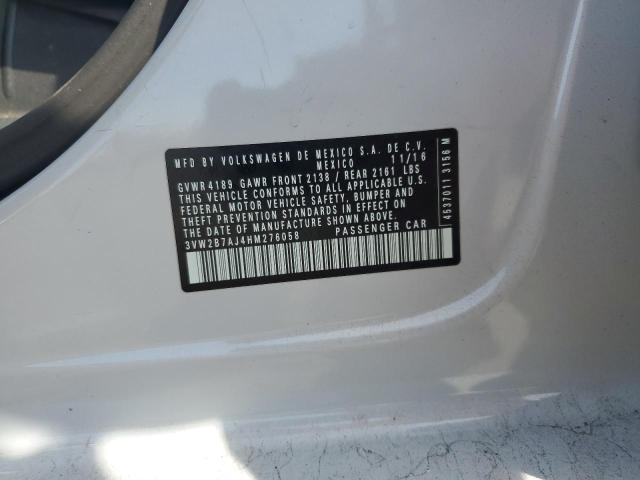 MFD BY VOLKSWAGEN DE MEXICO S.A. DE C.V.
MEXICO 11/16
GVWR 4189 GAWR FRONT 2138 / REAR 2161 LBS
THIS VEHICLE CONFORMS TO ALL APPLICABLE
FEDERAL MOTOR VEHICLE SAFETY, BUMPER AND
THEFT PREVENTION STANDARDS IN EFFECT ON
THE DATE OF MANUFACTURE SHOWN ABOVE.
3VW2B7AJ4HM276058 PASSENGER CAR
4537011 3156 M